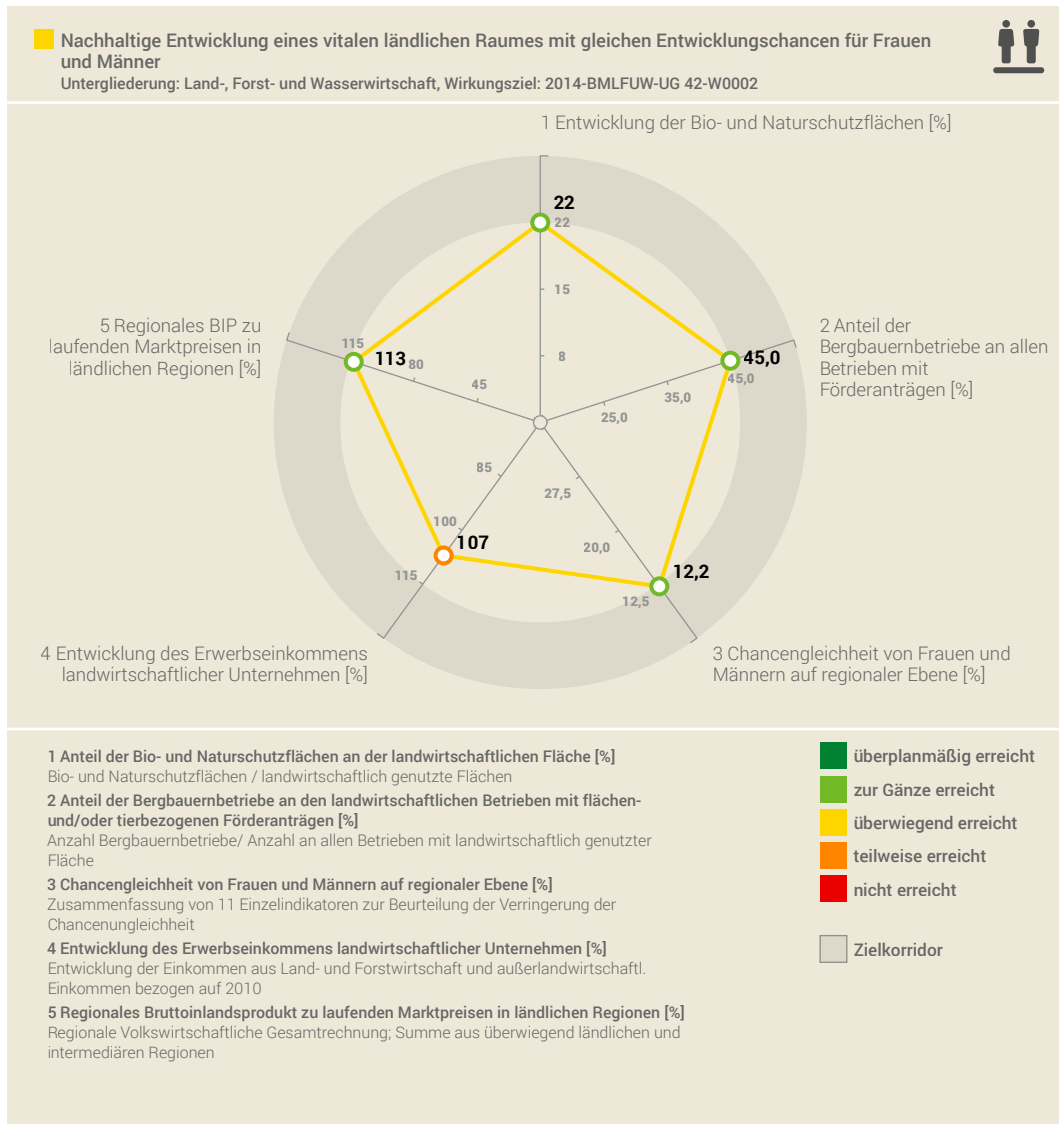 Nachhaltige Entwicklung eines vitalen ländlichen Raumes mit gleichen Entwicklungschancen für Frauen
und Männer
Untergliederung: Land-, Forst- und Wasserwirtschaft, Wirkungsziel: 2014-BMLFUW-UG 42-W0002
1 Entwicklung der Bio- und Naturschutzflächen [%]
22
22
15
8
2 Anteil der
Bergbauernbetriebe an allen
Betrieben mit
Förderanträgen [%]
45,0
45,0
35,0
25,0
5 Regionales BIP zu
laufenden Marktpreisen in
ländlichen Regionen [%]
115
113
80
45
85
100
107
115
27,5
20,0
12,2
12,5
4 Entwicklung des Erwerbseinkommens
landwirtschaftlicher Unternehmen [%]
3 Chancengleichheit von Frauen und
Männern auf regionaler Ebene [%]
1 Anteil der Bio- und Naturschutzflächen an der landwirtschaftlichen Fläche [%]
Bio- und Naturschutzflächen / landwirtschaftlich genutzte Flächen
2 Anteil der Bergbauernbetriebe an den landwirtschaftlichen Betrieben mit flächen-
und/oder tierbezogenen Förderanträgen [%]
Anzahl Bergbauernbetriebe/ Anzahl an allen Betrieben mit landwirtschaftlich genutzter
Fläche
3 Chancengleichheit von Frauen und Männern auf regionaler Ebene [%]
Zusammenfassung von 11 Einzelindikatoren zur Beurteilung der Verringerung der
Chancenungleichheit
4 Entwicklung des Erwerbseinkommens landwirtschaftlicher Unternehmen [%]
Entwicklung der Einkommen aus Land- und Forstwirtschaft und außerlandwirtschaftl.
Einkommen bezogen auf 2010
5 Regionales Bruttoinlandsprodukt zu laufenden Marktpreisen in ländlichen Regionen [%]
Regionale Volkswirtschaftliche Gesamtrechnung; Summe aus überwiegend ländlichen und
intermediären Regionen
überplanmäßig erreicht
zur Gänze erreicht
überwiegend erreicht
teilweise erreicht
nicht erreicht
Zielkorridor